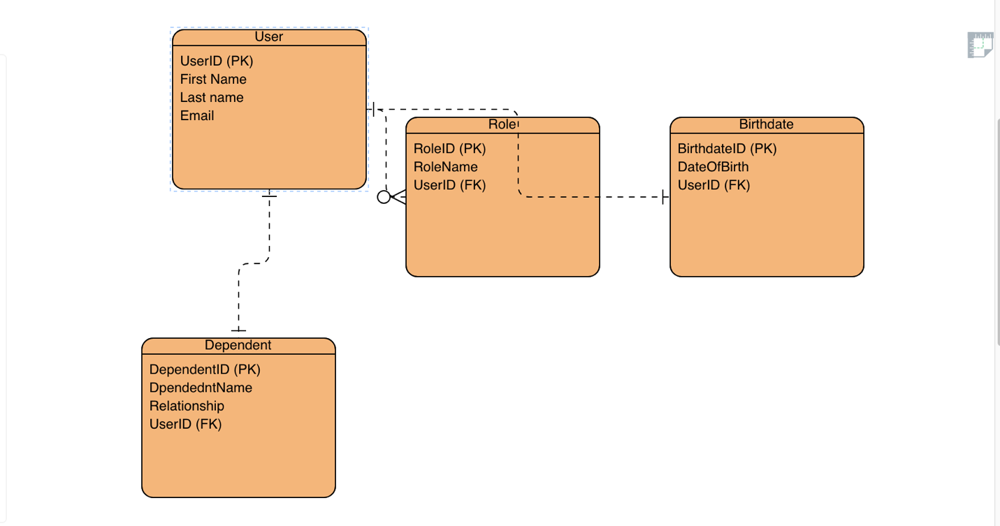 User
UserID (PK)
First Name
Last name
Email
Role
RoleID (PK)
RoleName
UserID (FK)
Birthdate
BirthdateID (PK)
DateOfBirth
UserID (FK)
Dependent
DependentID (PK)
DpendedntName
Relationship
UserID (FK)